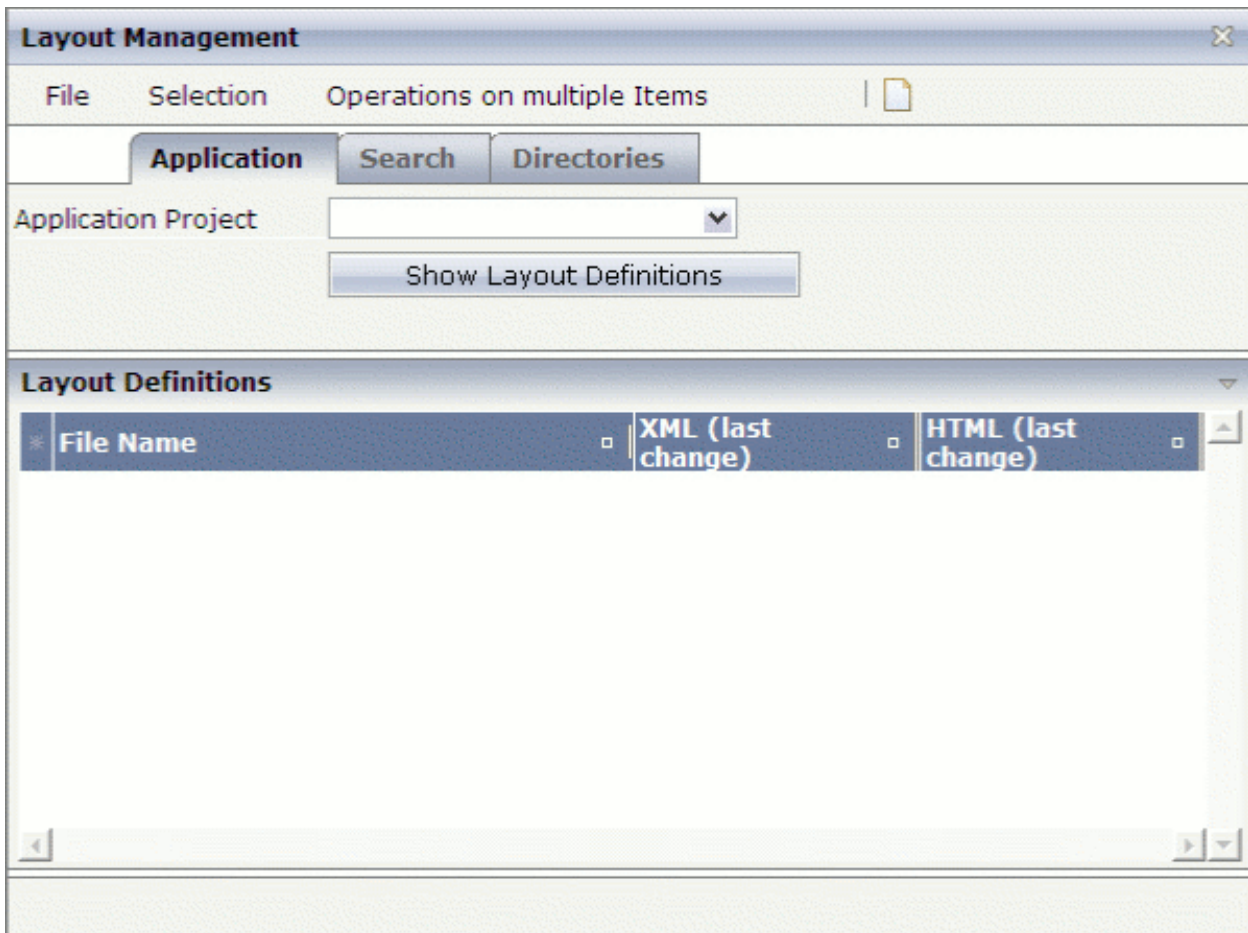 Layout Management
File Selection Operations on multiple Items
Application Search Directories
Application Project
Show Layout Definitions
Layout Definitions
File Name
XML (last
change)
HTML (last
change)